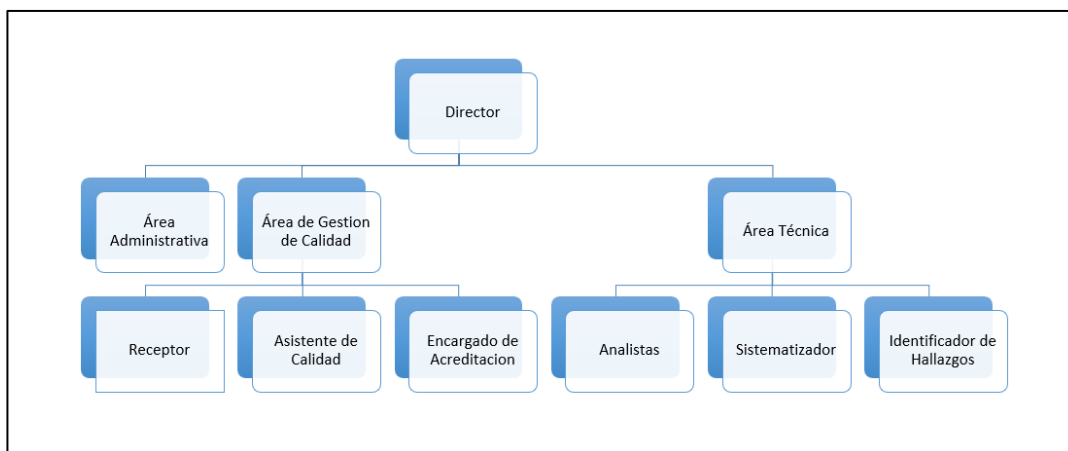 Director
Área
Administrativa
Área de Gestion
de Calidad
Área Técnica
Receptor
Asistente de
Calidad
Encargado de
Acreditacion
Analistas
Sistematizador
Identificador de
Hallazgos